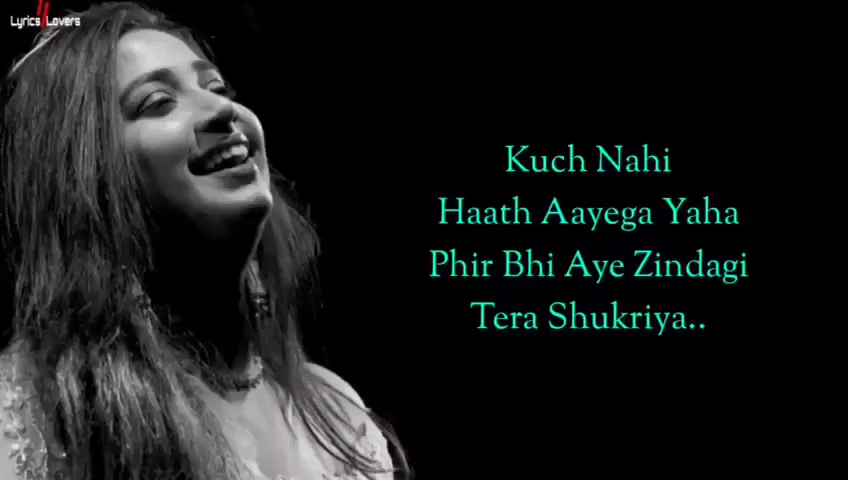 Lyrics Lovers
Kuch Nahi
Haath Aayega Yaha
Phir Bhi Aye Zindagi
Tera Shukriya..